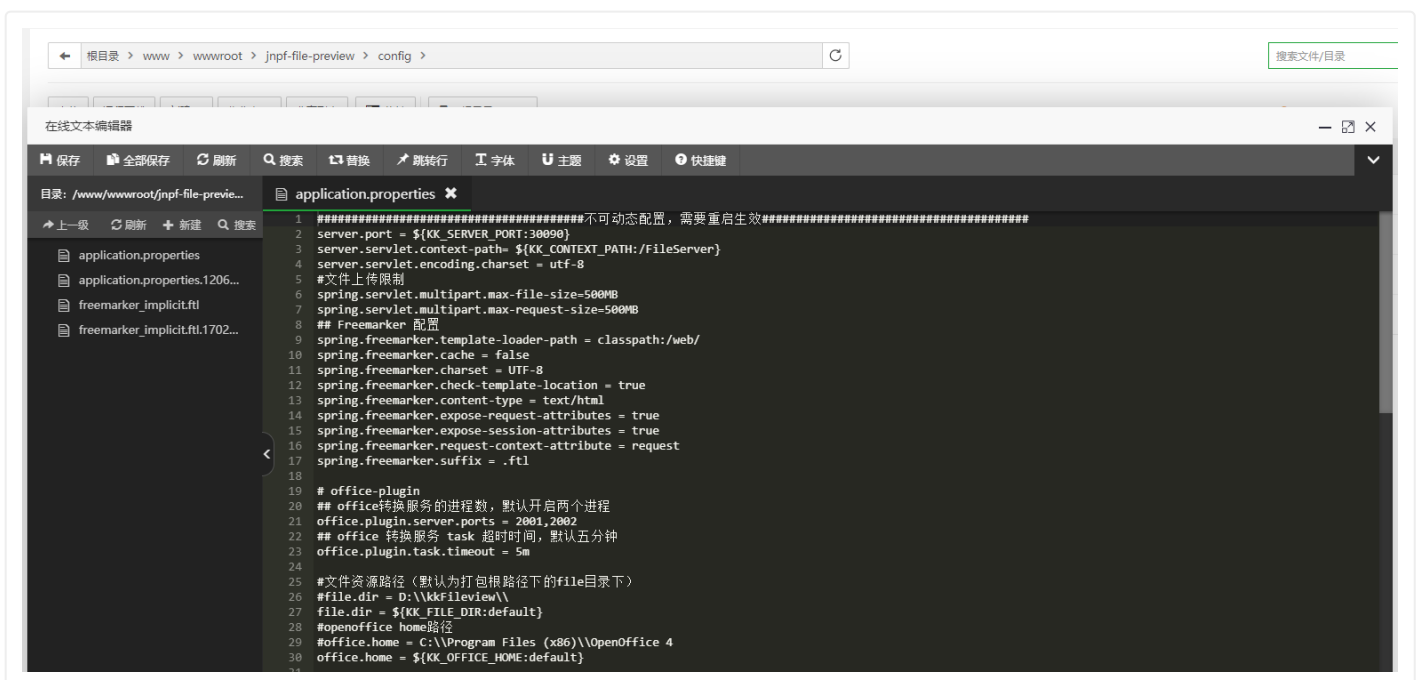 根目录 > www > wwwroot > jnpf-file-preview > config >
搜索文件/目录
在线文本编辑器
保存 全部保存 刷新 搜索 替换 跳转行 字体 主题 设置 快捷键
目录: /www/wwwroot/jnpf-file-previe...
application.properties
上一级 刷新 新建 搜索
application.properties
application.properties.1206...
freemarker_implicit.ftl
freemarker_implicit.ftl.1702...
1 #######################################不可动态配置，需要重启生效#######################################
2 server.port = ${KK_SERVER_PORT:30090}
3 server.servlet.context-path= ${KK_CONTEXT_PATH:/FileServer}
4 server.servlet.encoding.charset = utf-8
5 #文件上传限制
6 spring.servlet.multipart.max-file-size=500MB
7 spring.servlet.multipart.max-request-size=500MB
8 ## Freemarker 配置
9 spring.freemarker.template-loader-path = classpath:/web/
10 spring.freemarker.cache = false
11 spring.freemarker.charset = UTF-8
12 spring.freemarker.check-template-location = true
13 spring.freemarker.content-type = text/html
14 spring.freemarker.expose-request-attributes = true
15 spring.freemarker.expose-session-attributes = true
16 spring.freemarker.request-context-attribute = request
17 spring.freemarker.suffix = .ftl
18
19 # office-plugin
20 ## office转换服务的进程数，默认开启两个进程
21 office.plugin.server.ports = 2001,2002
22 ## office 转换服务 task 超时时间，默认五分钟
23 office.plugin.task.timeout = 5m
24
25 #文件资源路径（默认为打包根路径下的file目录下）
26 #file.dir = D:\\kkFileview\\
27 file.dir = ${KK_FILE_DIR:default}
28 #openoffice home路径
29 #office.home = C:\\Program Files (x86)\\OpenOffice 4
30 office.home = ${KK_OFFICE_HOME:default}